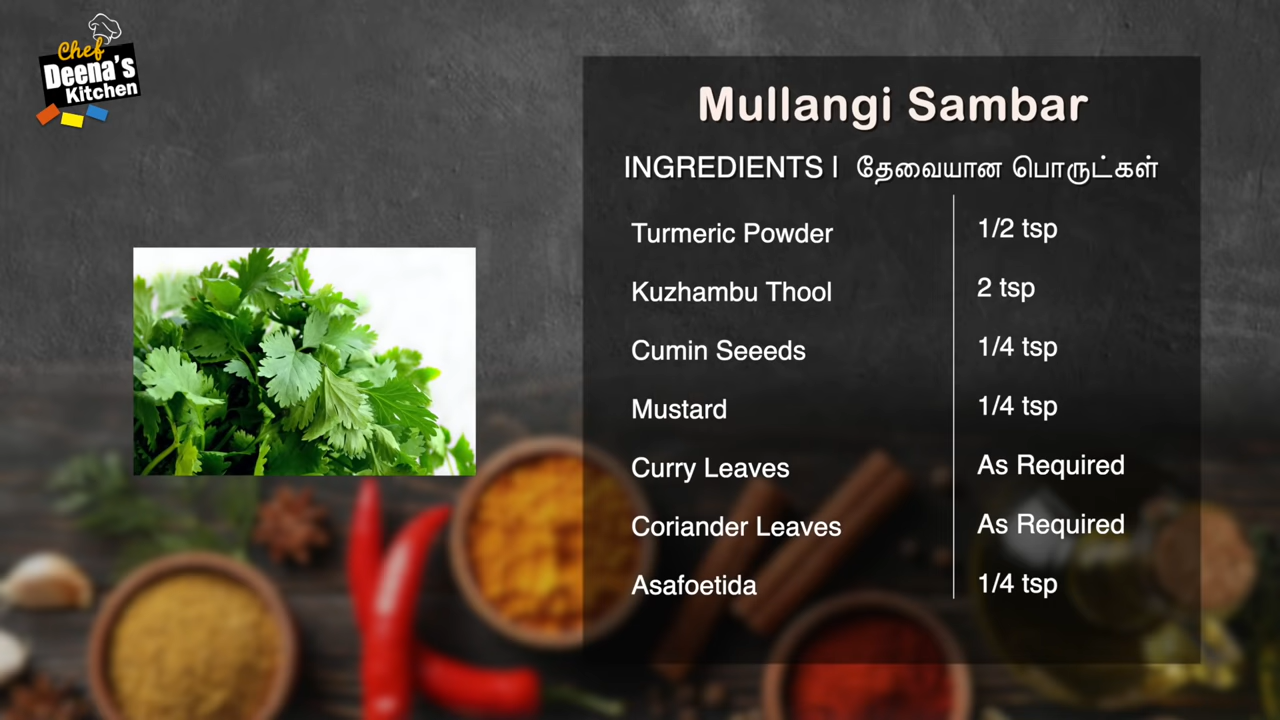 Chef
Deena's
Kitchen
Mullangi Sambar
INGREDIENTS | தேவையான பொருட்கள்
Turmeric Powder 1/2 tsp
Kuzhambu Thool 2 tsp
Cumin Seeeds 1/4 tsp
Mustard 1/4 tsp
Curry Leaves As Required
Coriander Leaves As Required
Asafoetida 1/4 tsp